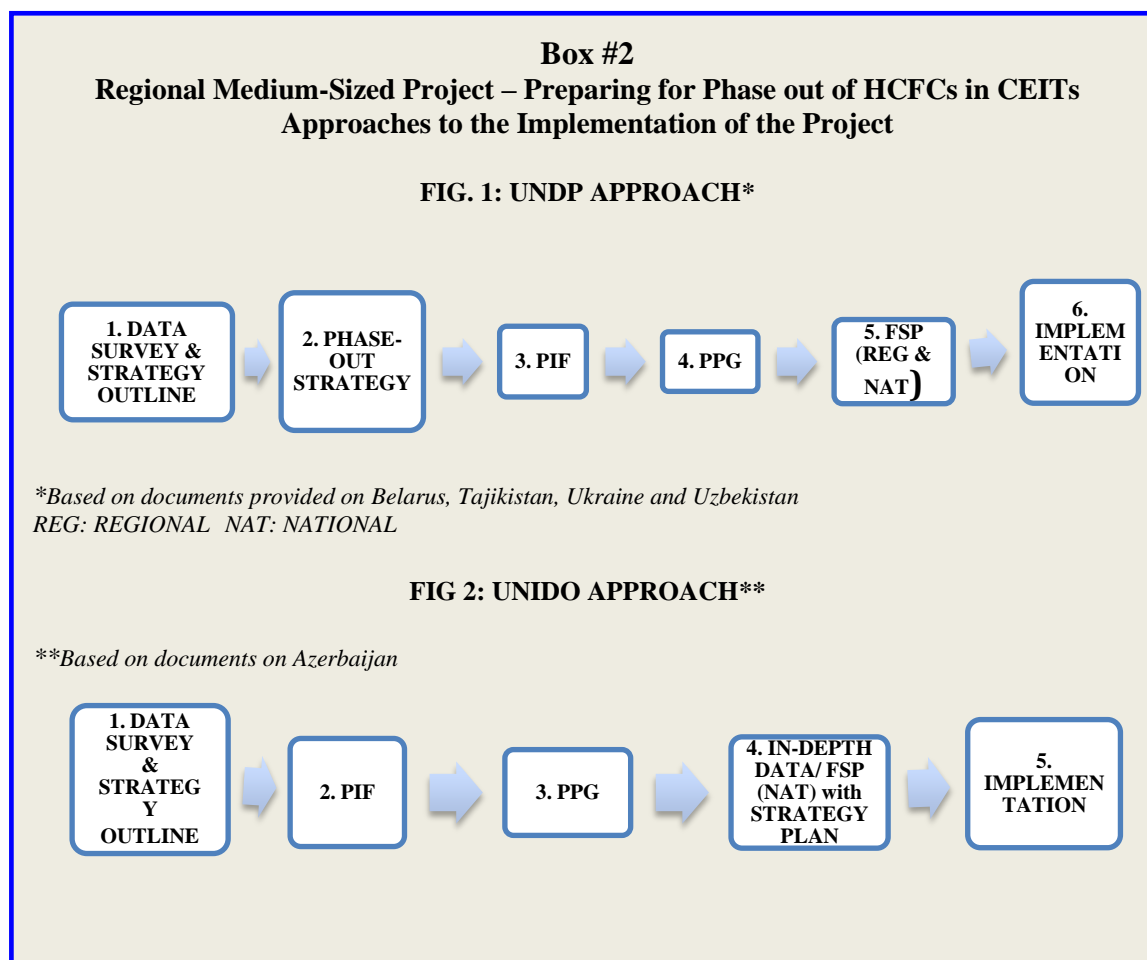 Box #2
Regional Medium-Sized Project – Preparing for Phase out of HCFCs in CEITs
Approaches to the Implementation of the Project
FIG. 1: UNDP APPROACH*
1. DATA
SURVEY &
STRATEGY
OUTLINE
2. PHASE-
OUT
STRATEGY
3. PIF
4. PPG
5. FSP
(REG &
NAT)
6.
IMPLEM
ENTATI
ON
*Based on documents provided on Belarus, Tajikistan, Ukraine and Uzbekistan
REG: REGIONAL NAT: NATIONAL
FIG 2: UNIDO APPROACH**
**Based on documents on Azerbaijan
1. DATA
SURVEY
&
STRATEG
Y
OUTLINE
2. PIF
3. PPG
4. IN-DEPTH
DATA/ FSP
(NAT) with
STRATEGY
PLAN
5.
IMPLEMEN
TATION